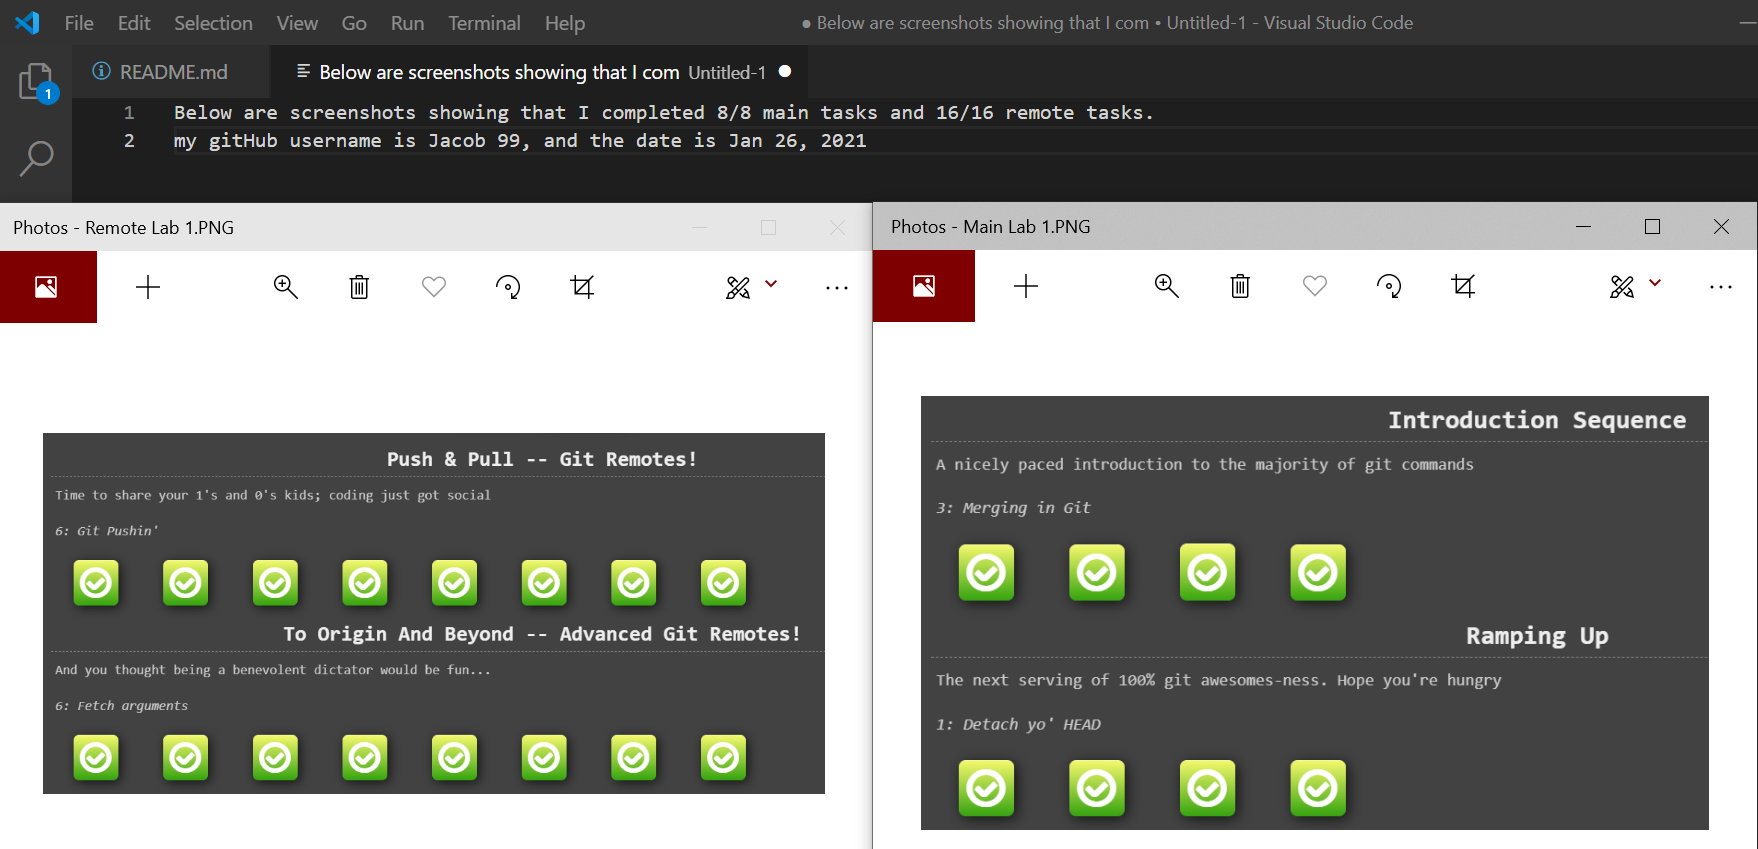 File Edit Selection View Go Run Terminal Help
● Below are screenshots showing that I com • Untitled-1 - Visual Studio Code
README.md
Below are screenshots showing that I com Untitled-1
1
1 Below are screenshots showing that I completed 8/8 main tasks and 16/16 remote tasks.
2 my gitHub username is Jacob 99, and the date is Jan 26, 2021
Photos - Remote Lab 1.PNG
Push & Pull -- Git Remotes!
Time to share your 1's and 0's kids; coding just got social
6: Git Pushin'
To Origin And Beyond -- Advanced Git Remotes!
And you thought being a benevolent dictator would be fun...
6: Fetch arguments
Photos - Main Lab 1.PNG
Introduction Sequence
A nicely paced introduction to the majority of git commands
3: Merging in Git
Ramping Up
The next serving of 100% git awesomes-ness. Hope you're hungry
1: Detach yo' HEAD